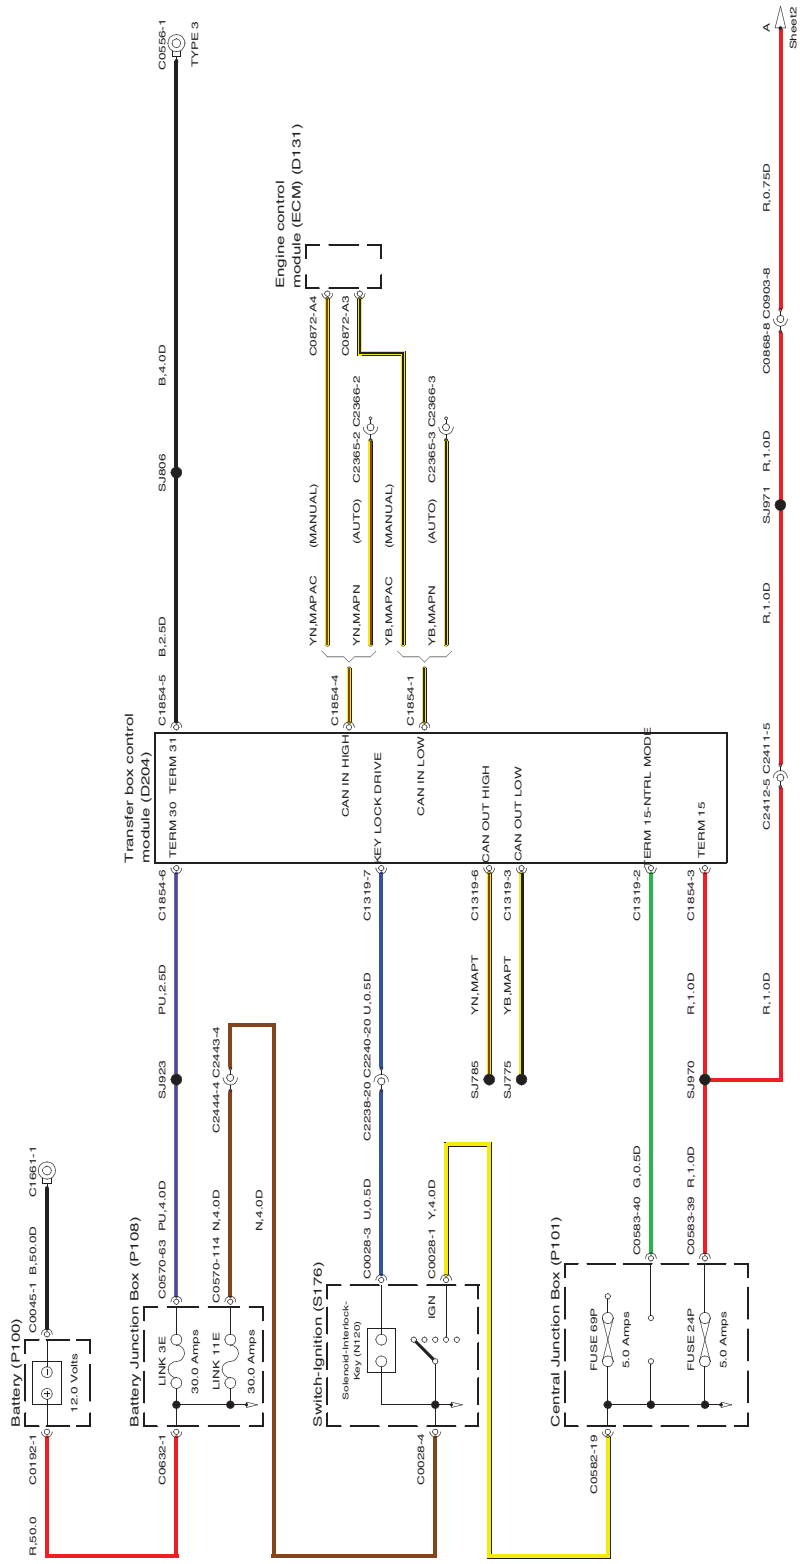 C0556-1
TYPE 3
B,4.0D
SJ806
B,2.5D
C1854-5
Engine control
module (ECM) (D131)
C0872-A4
C0872-A3
YN,MAPAC (MANUAL)
YN,MAPN (AUTO) C2365-2 C2366-2
YB,MAPAC (MANUAL)
YB,MAPN (AUTO) C2365-3 C2366-3
C1854-4
C1854-1
A
Sheet2
R,0.75D
C0868-8 C0903-8
R,1.0D
SJ971
R,1.0D
C2412-5 C2411-5
R,1.0D
Transfer box control
module (D204)
TERM 30 TERM 31
CAN IN HIGH
KEY LOCK DRIVE
CAN IN LOW
CAN OUT HIGH
CAN OUT LOW
TERM 15-NTRL MODE
TERM 15
C1854-6
PU,2.5D
SJ923
PU,4.0D
C0570-63
C1319-7
U,0.5D
C2238-20 C2240-20
U,0.5D
C0028-3
C1319-6
YN,MAPT
SJ785
C1319-3
YB,MAPT
SJ775
C1319-2
G,0.5D
C0583-40
C1854-3
R,1.0D
SJ970
R,1.0D
C0583-39
C2444-4 C2443-4
C0570-114 N,4.0D
N,4.0D
C0028-1 Y,4.0D
C1661-1
B,50.0D
C0045-1
Battery (P100)
12.0 Volts
C0192-1
R,50.0
Battery Junction Box (P108)
LINK 3E
30.0 Amps
LINK 11E
30.0 Amps
C0632-1
Switch-Ignition (S176)
Solenoid-Interlock-
Key (N120)
IGN
C0028-4
Central Junction Box (P101)
FUSE 69P
5.0 Amps
FUSE 24P
5.0 Amps
C0582-19